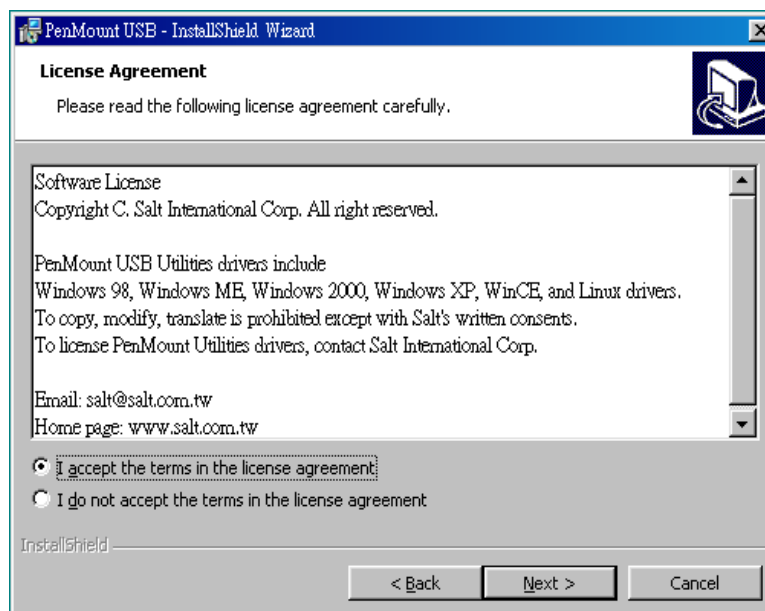 PenMount USB - InstallShield Wizard
License Agreement
Please read the following license agreement carefully.
Software License
Copyright C. Salt International Corp. All right reserved.
PenMount USB Utilities drivers include
Windows 98, Windows ME, Windows 2000, Windows XP, WinCE, and Linux drivers.
To copy, modify, translate is prohibited except with Salt's written consents.
To license PenMount Utilities drivers, contact Salt International Corp.
Email: salt@salt.com.tw
Home page: www.salt.com.tw
I accept the terms in the license agreement
I do not accept the terms in the license agreement
InstallShield
< Back
Next >
Cancel